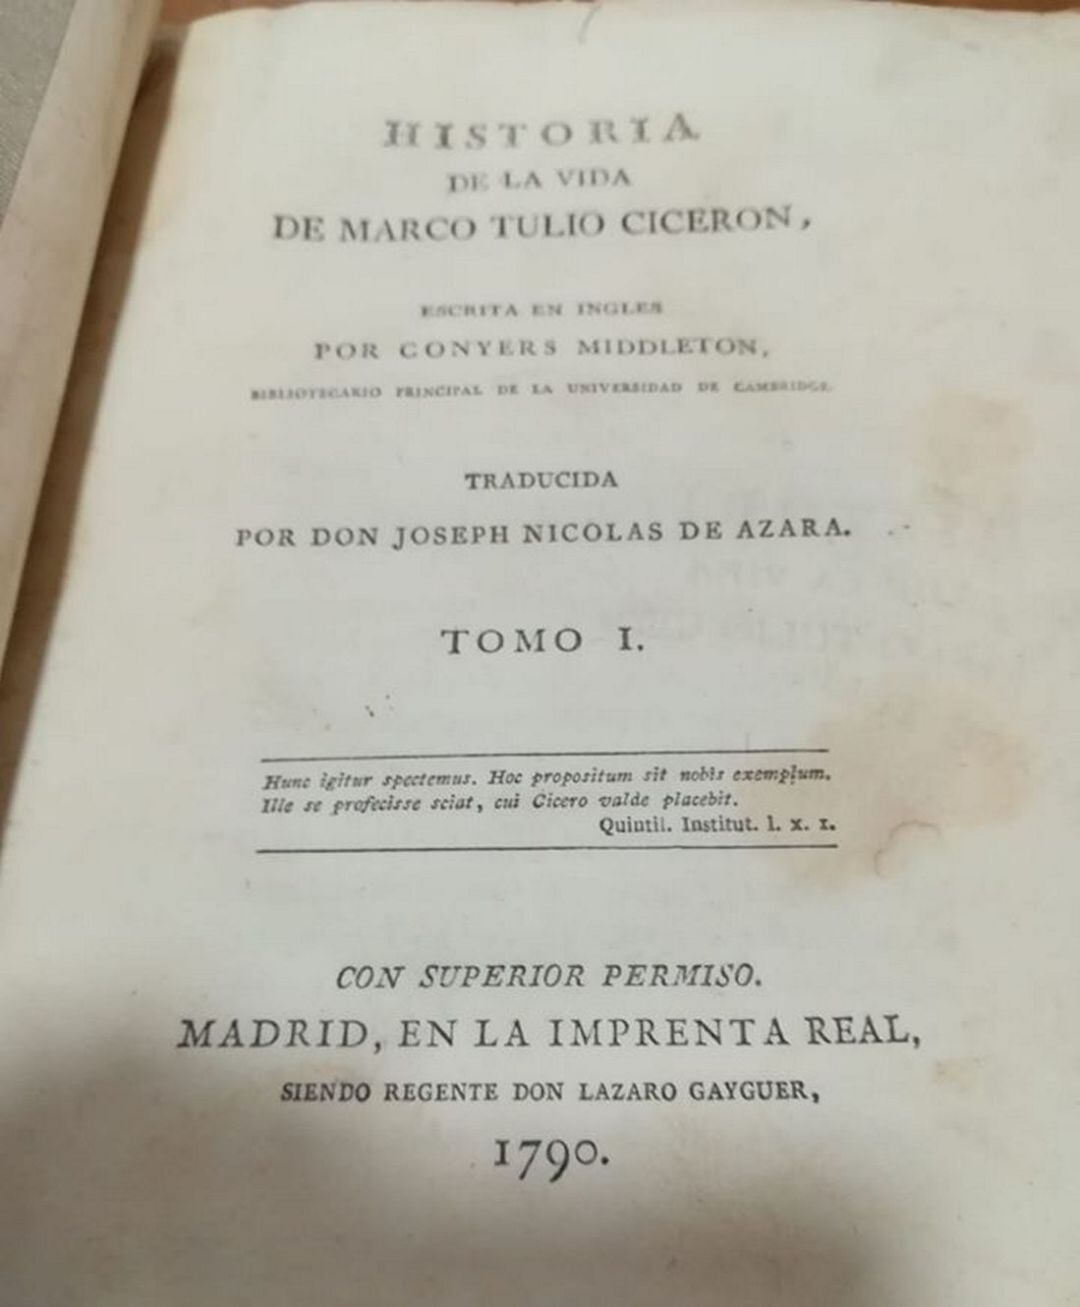 HISTORIA
DE LA VIDA
DE MARCO TULIO CICERON,
ESCRITA EN INGLES
POR CONYERS MIDDLETON,
BIBLIOTECARIO PRINCIPAL DE LA UNIVERSIDAD DE CAMBRIDGE.
TRADUCIDA
POR DON JOSEPH NICOLAS DE AZARA.
TOMO I.
Hunc igitur spectemus. Hoc propositum sit nobis exemplum.
Ille se profecisse sciat, cui Cicero valde placebit.
Quintil. Institut. l. x. 1.
CON SUPERIOR PERMISO.
MADRID, EN LA IMPRENTA REAL,
SIENDO REGENTE DON LAZARO GAYGUER,
1790.